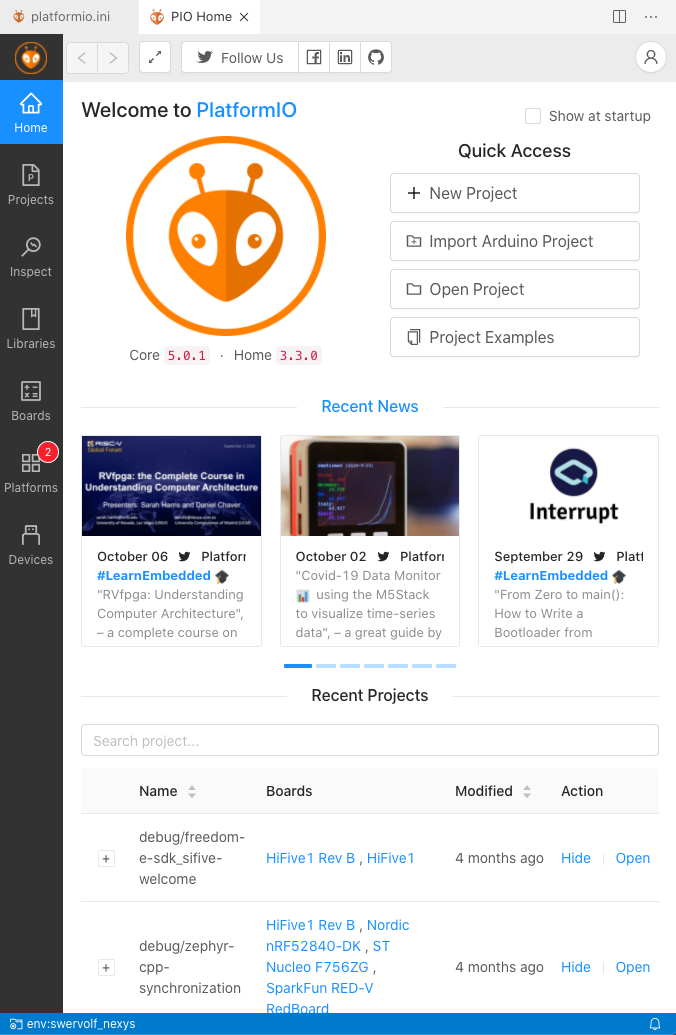 platformio.ini
PIO Home
Follow Us
Welcome to PlatformIO
Show at startup
Home
Projects
Inspect
Libraries
Boards
2
Platforms
Devices
Core 5.0.1 · Home 3.3.0
Quick Access
New Project
Import Arduino Project
Open Project
Project Examples
Recent News
RISC-V
Global Forum
RVfpga: the Complete Course in
Understanding Computer Architecture
Presenters: Sarah Harris and Daniel Chaver
October 06 Platforr
#LearnEmbedded
"RVfpga: Understanding
Computer Architecture",
– a complete course on
October 02 Platforr
"Covid-19 Data Monitor
using the M5Stack
to visualize time-series
data", – a great guide by
Interrupt
September 29 Platf
#LearnEmbedded
"From Zero to main():
How to Write a
Bootloader from
Recent Projects
Search project...
Name Boards Modified Action
debug/freedom-
e-sdk_sifive-
welcome
HiFive1 Rev B , HiFive1
4 months ago
Hide Open
debug/zephyr-
cpp-
synchronization
HiFive1 Rev B , Nordic
nRF52840-DK , ST
Nucleo F756ZG ,
SparkFun RED-V
RedBoard
4 months ago
Hide Open
env:swervolf_nexys